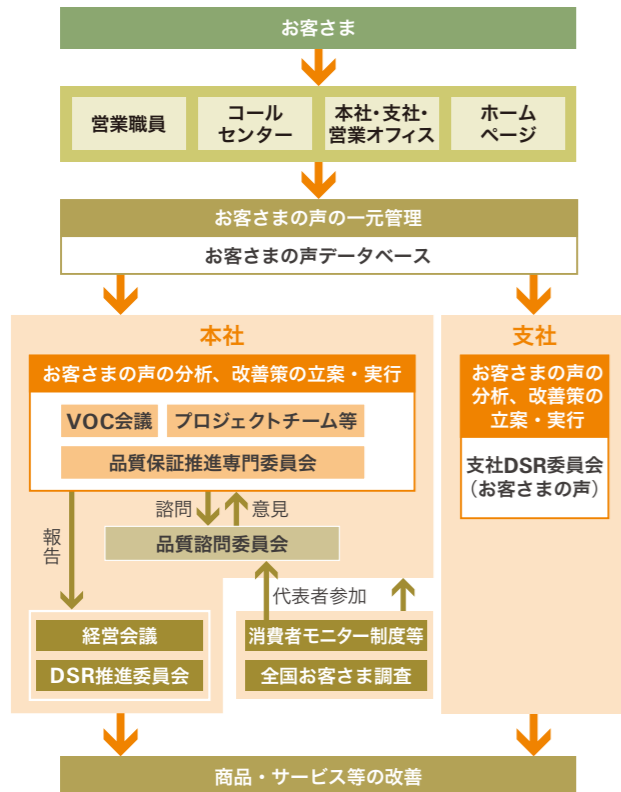 お客さま
営業職員
コール
センター
本社・支社・
営業オフィス
ホーム
ページ
お客さまの声の一元管理
お客さまの声データベース
本社
お客さまの声の分析、改善策の立案・実行
VOC会議
プロジェクトチーム等
品質保証推進専門委員会
諮問
意見
報告
品質諮問委員会
代表者参加
経営会議
DSR推進委員会
消費者モニター制度等
全国お客さま調査
支社
お客さまの声の
分析、改善策の
立案・実行
支社DSR委員会
（お客さまの声）
商品・サービス等の改善